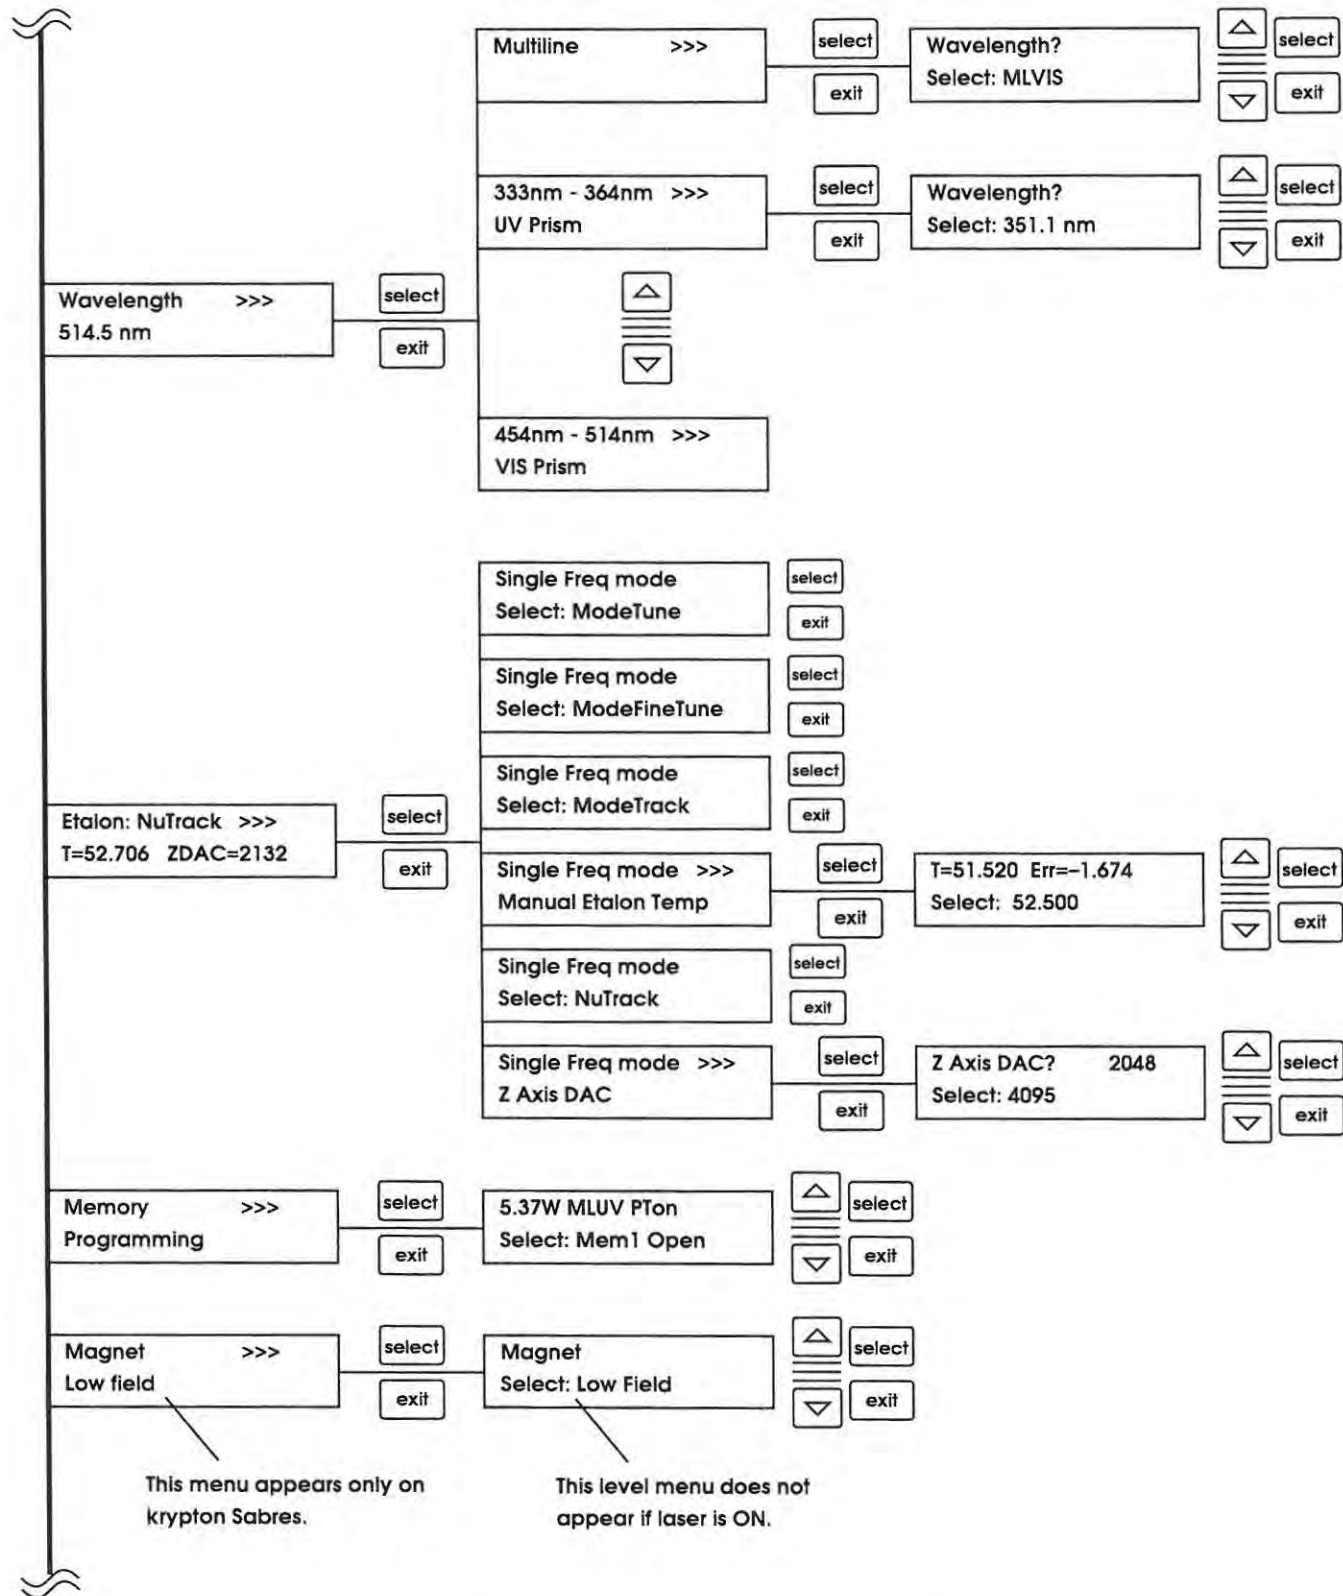 Multiline >>>
select
exit
Wavelength?
Select: MLVIS
select
exit
333nm - 364nm >>>
UV Prism
select
exit
Wavelength?
Select: 351.1 nm
select
exit
Wavelength >>>
514.5 nm
select
exit
454nm - 514nm >>>
VIS Prism
Single Freq mode
Select: ModeTune
select
exit
Single Freq mode
Select: ModeFineTune
select
exit
Single Freq mode
Select: ModeTrack
select
exit
Etalon: NuTrack >>>
T=52.706 ZDAC=2132
select
exit
Single Freq mode >>>
Manual Etalon Temp
select
exit
T=51.520 Err=–1.674
Select: 52.500
select
exit
Single Freq mode
Select: NuTrack
select
exit
Single Freq mode >>>
Z Axis DAC
select
exit
Z Axis DAC? 2048
Select: 4095
select
exit
Memory >>>
Programming
select
exit
5.37W MLUV PTon
Select: Mem1 Open
select
exit
Magnet >>>
Low field
select
exit
Magnet
Select: Low Field
select
exit
This menu appears only on
krypton Sabres.
This level menu does not
appear if laser is ON.